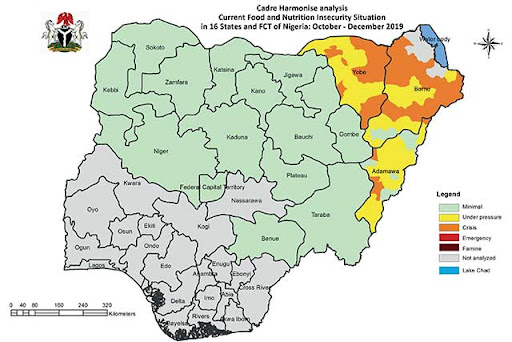 Cadre Harmonise analysis
Current Food and Nutrition Insecurity Situation
in 16 States and FCT of Nigeria: October - December 2019
Water body
Sokoto
Katsina
Jigawa
Yobe
Borno
Zamfara
Kebbi
Kano
Kaduna
Bauchi
Gombe
Niger
Adamawa
Plateau
Federal Capital Territory
Kwara
Nassarawa
Taraba
Oyo
Kogi
Benue
Osun
Ekiti
Ogun
Ondo
Lagos
Edo
Enugu
Anambra
Ebonyi
Cross River
Delta
Imo
Abia
Rivers
Akwa Ibom
Bayelsa
Legend
Minimal
Under pressure
Crisis
Emergency
Famine
Not analyzed
Lake Chad
0 40 80 160 240 320
Kilometers